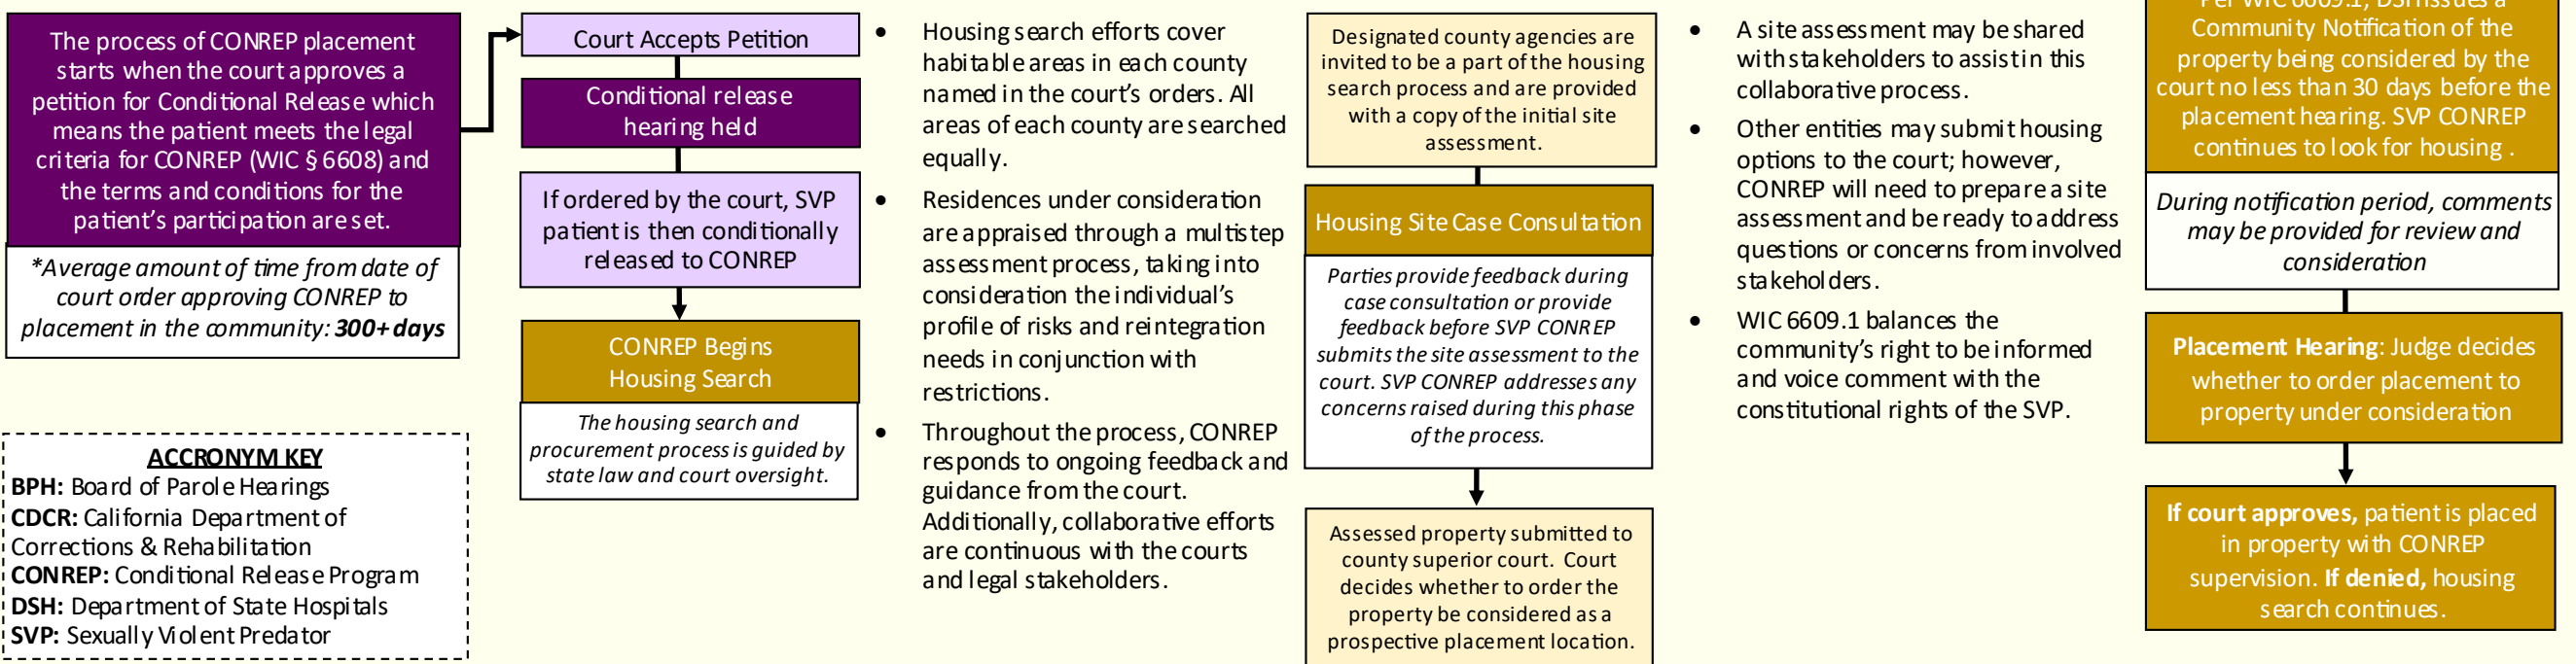 The process of CONREP placement
starts when the court approves a
petition for Conditional Release which
means the patient meets the legal
criteria for CONREP (WIC § 6608) and
the terms and conditions for the
patient's participation are set.
*Average amount of time from date of
court order approving CONREP to
placement in the community: 300+ days
ACCRONYM KEY
BPH: Board of Parole Hearings
CDCR: California Department of
Corrections & Rehabilitation
CONREP: Conditional Release Program
DSH: Department of State Hospitals
SVP: Sexually Violent Predator
Court Accepts Petition
Conditional release
hearing held
If ordered by the court, SVP
patient is then conditionally
released to CONREP
CONREP Begins
Housing Search
The housing search and
procurement process is guided by
state law and court oversight.
• Housing search efforts cover
habitable areas in each county
named in the court's orders. All
areas of each county are searched
equally.
• Residences under consideration
are appraised through a multistep
assessment process, taking into
consideration the individual's
profile of risks and reintegration
needs in conjunction with
restrictions.
• Throughout the process, CONREP
responds to ongoing feedback and
guidance from the court.
Additionally, collaborative efforts
are continuous with the courts
and legal stakeholders.
Designated county agencies are
invited to be a part of the housing
search process and are provided
with a copy of the initial site
assessment.
Housing Site Case Consultation
Parties provide feedback during
case consultation or provide
feedback before SVP CONREP
submits the site assessment to the
court. SVP CONREP addresses any
concerns raised during this phase
of the process.
Assessed property submitted to
county superior court. Court
decides whether to order the
property be considered as a
prospective placement location.
• A site assessment may be shared
with stakeholders to assist in this
collaborative process.
• Other entities may submit housing
options to the court; however,
CONREP will need to prepare a site
assessment and be ready to address
questions or concerns from involved
stakeholders.
• WIC 6609.1 balances the
community's right to be informed
and voice comment with the
constitutional rights of the SVP.
Per WIC 6609.1, DSH issues a
Community Notification of the
property being considered by the
court no less than 30 days before the
placement hearing. SVP CONREP
continues to look for housing .
During notification period, comments
may be provided for review and
consideration
Placement Hearing: Judge decides
whether to order placement to
property under consideration
If court approves, patient is placed
in property with CONREP
supervision. If denied, housing
search continues.